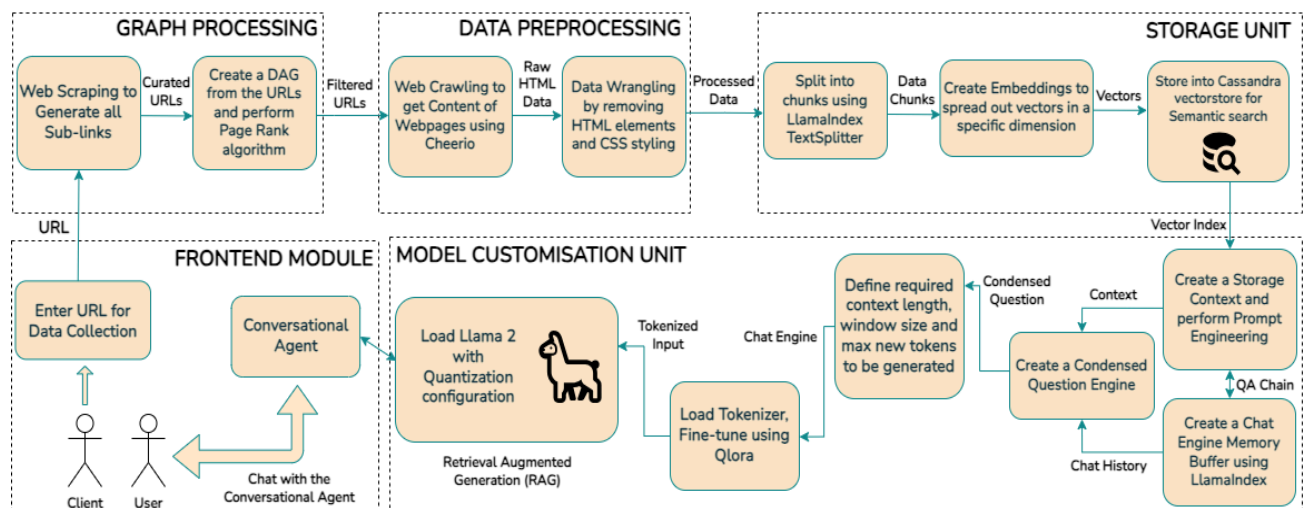 GRAPH PROCESSING
Web Scraping to
Generate all
Sub-links
Curated
URLs
Create a DAG
from the URLs
and perform
Page Rank
algorithm
Filtered
URLs
DATA PREPROCESSING
Web Crawling to
get Content of
Webpages using
Cheerio
Raw
HTML
Data
Data Wrangling
by removing
HTML elements
and CSS styling
Processed
Data
STORAGE UNIT
Split into
chunks using
LlamaIndex
TextSplitter
Data
Chunks
Create Embeddings to
spread out vectors in a
specific dimension
Vectors
Store into Cassandra
vectorstore for
Semantic search
Vector Index
URL
FRONTEND MODULE
Enter URL for
Data Collection
Conversational
Agent
Client
User
Chat with the
Conversational Agent
MODEL CUSTOMISATION UNIT
Load Llama 2
with
Quantization
configuration
Retrieval Augmented
Generation (RAG)
Tokenized
Input
Load Tokenizer,
Fine-tune using
Qlora
Chat Engine
Define required
context length,
window size and
max new tokens
to be generated
Condensed
Question
Create a Condensed
Question Engine
Context
Chat History
Create a Storage
Context and
perform Prompt
Engineering
QA Chain
Create a Chat
Engine Memory
Buffer using
LlamaIndex